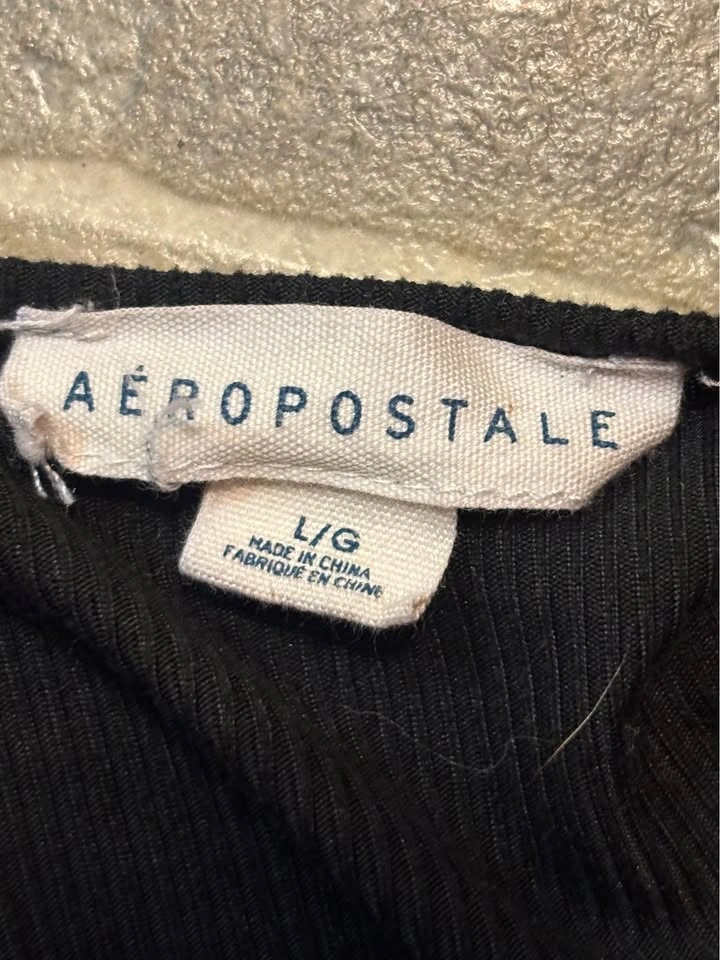 AÉROPOSTALE
L/G
MADE IN CHINA
FABRIQUÉ EN CHINE